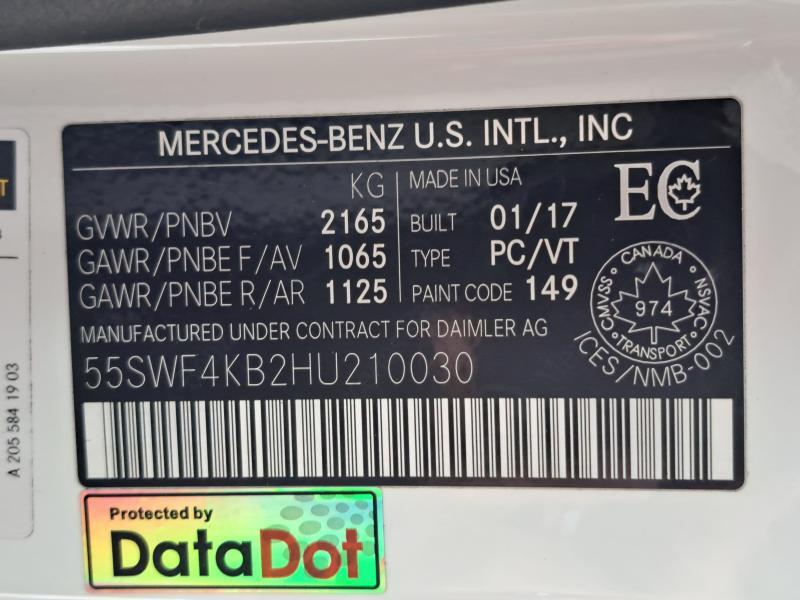 MERCEDES-BENZ U.S. INTL., INC
KG
GVWR/PNBV 2165
GAWR/PNBE F/AV 1065
GAWR/PNBE R/AR 1125
MADE IN USA
BUILT 01/17
TYPE PC/VT
PAINT CODE 149
EC
CANADA
CMVSS 974 NSVAC
TRANSPORT
ICES/NMB-002
MANUFACTURED UNDER CONTRACT FOR DAIMLER AG
55SWF4KB2HU210030
A 205 584 19 03
Protected by
DataDot